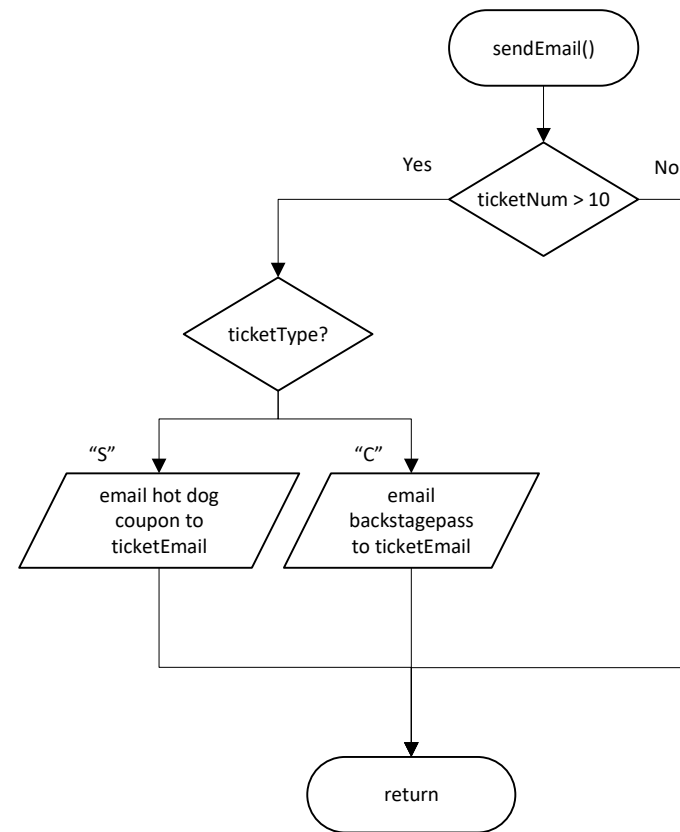 sendEmail()
Yes
No
ticketNum > 10
ticketType?
“S”
“C”
email hot dog
coupon to
ticketEmail
email
backstagepass
to ticketEmail
return